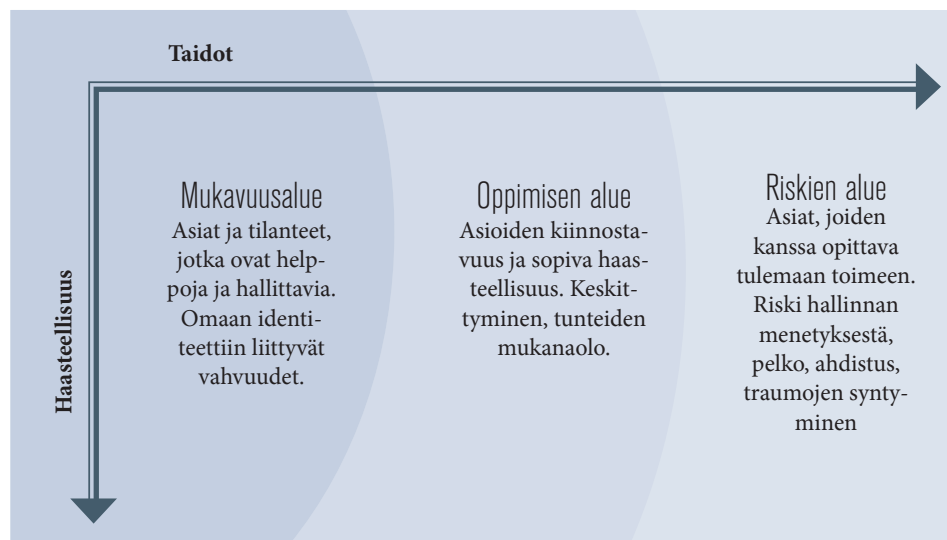 Taidot
Haasteellisuus
Mukavuusalue
Asiat ja tilanteet,
jotka ovat help-
poja ja hallittavia.
Omaan identi-
teettiin liittyvät
vahvuudet.
Oppimisen alue
Asioiden kiinnosta-
vuus ja sopiva haas-
teellisuus. Keskit-
tyminen, tunteiden
mukanaolo.
Riskien alue
Asiat, joiden
kanssa opittava
tulemaan toimeen.
Riski hallinnan
menetyksestä,
pelko, ahdistus,
traumojen synty-
minen